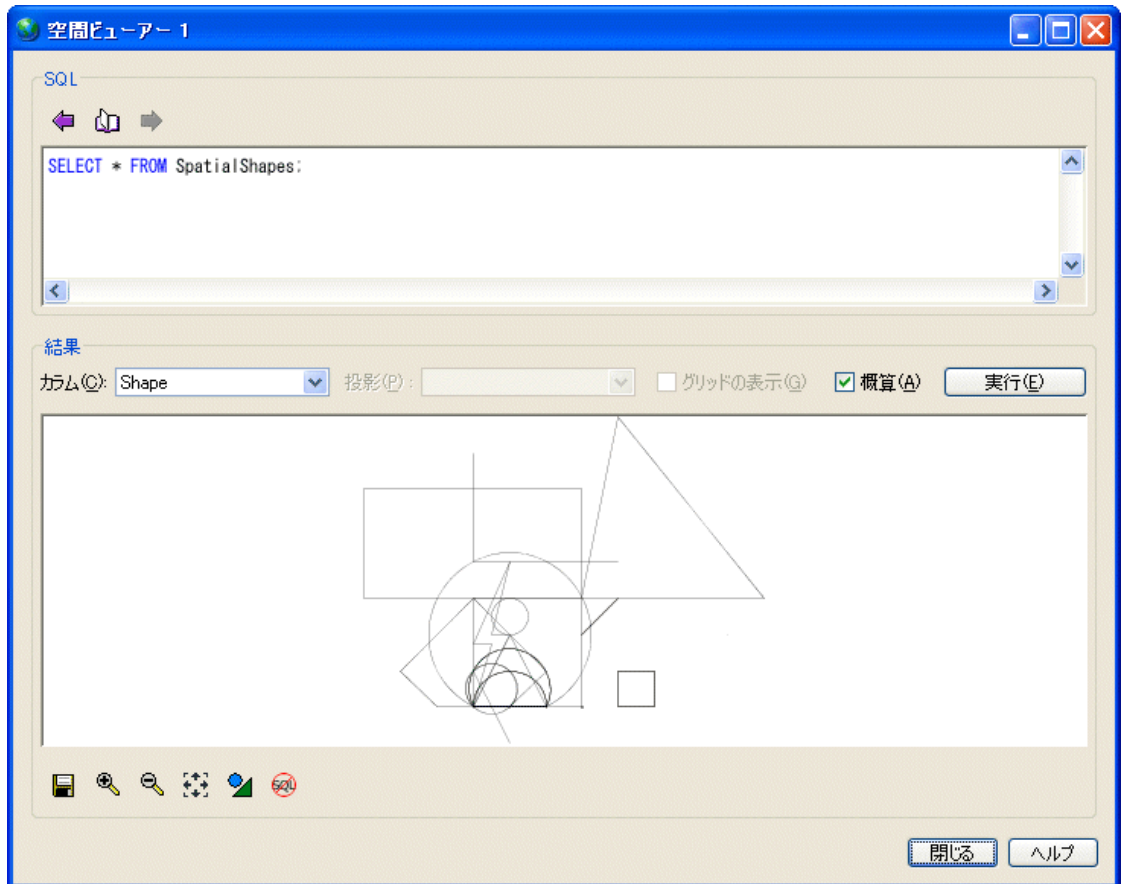 空間ビューアー 1
SQL
SELECT * FROM SpatialShapes;
結果
カラム(C): Shape 投影(P): グリッドの表示(G) 概算(A) 実行(E)
SQL
閉じる ヘルプ